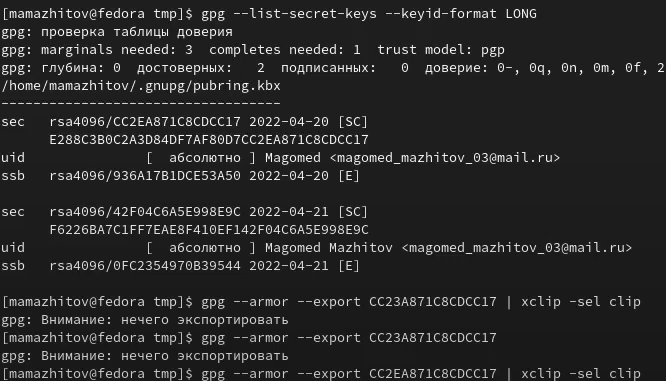 [mamazhitov@fedora tmp]$ gpg --list-secret-keys --keyid-format LONG
gpg: проверка таблицы доверия
gpg: marginals needed: 3  completes needed: 1  trust model: pgp
gpg: глубина: 0  достоверных:   2  подписанных:   0  доверие: 0-, 0q, 0n, 0m, 0f, 2
/home/mamazhitov/.gnupg/pubring.kbx
-----------------------------------
sec   rsa4096/CC2EA871C8CDCC17 2022-04-20 [SC]
      E288C3B0C2A3D84DF7AF80D7CC2EA871C8CDCC17
uid              [  абсолютно ] Magomed <magomed_mazhitov_03@mail.ru>
ssb   rsa4096/936A17B1DCE53A50 2022-04-20 [E]
sec   rsa4096/42F04C6A5E998E9C 2022-04-21 [SC]
      F6226BA7C1FF7EAE8F410EF142F04C6A5E998E9C
uid              [  абсолютно ] Magomed Mazhitov <magomed_mazhitov_03@mail.ru>
ssb   rsa4096/0FC2354970B39544 2022-04-21 [E]
[mamazhitov@fedora tmp]$ gpg --armor --export CC23A871C8CDCC17 | xclip -sel clip
gpg: Внимание: нечего экспортировать
[mamazhitov@fedora tmp]$ gpg --armor --export CC23A871C8CDCC17
gpg: Внимание: нечего экспортировать
[mamazhitov@fedora tmp]$ gpg --armor --export CC2EA871C8CDCC17 | xclip -sel clip